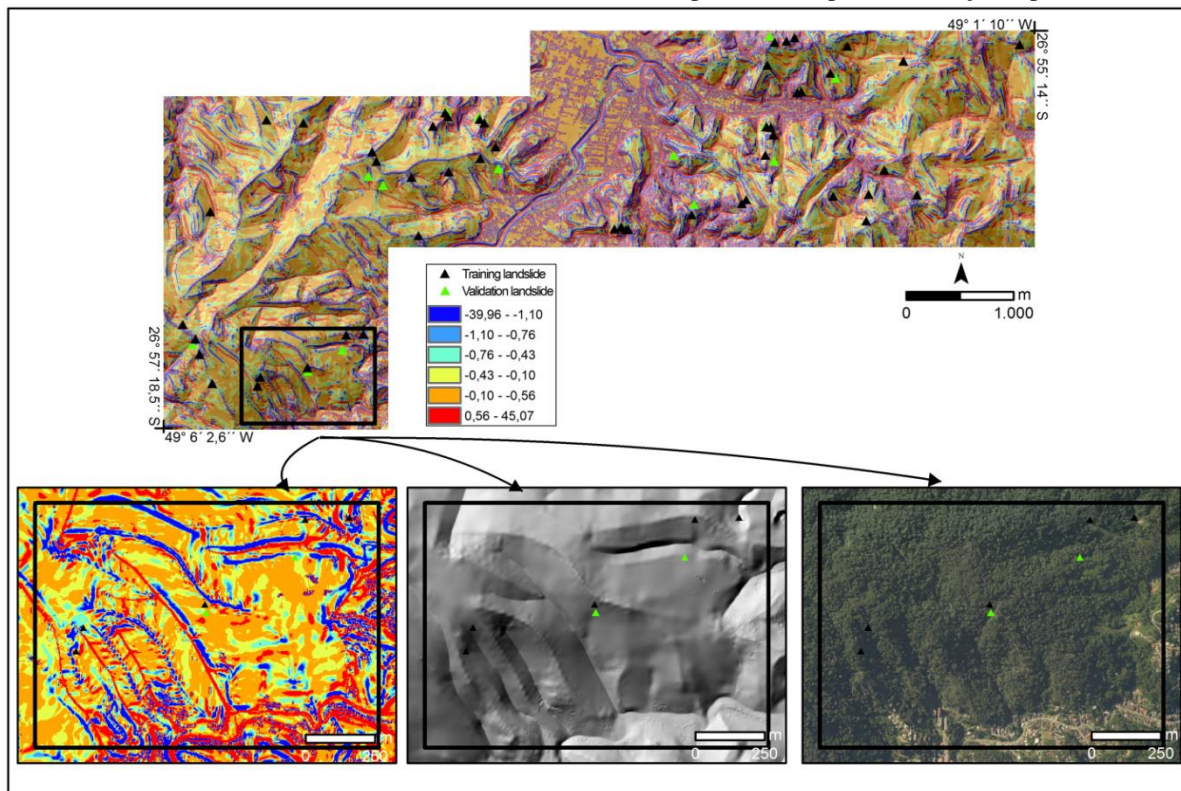 49° 1´ 10´´ W
26° 55´ 14´´ S
Training landslide
Validation landslide
-39,96 - -1,10
-1,10 - -0,76
-0,76 - -0,43
-0,43 - -0,10
-0,10 - -0,56
0,56 - 45,07
N
m
0 1.000
26° 57´ 18,5´´ S
49° 6´ 2,6´´ W
0 250
m
0 250
m
0 250